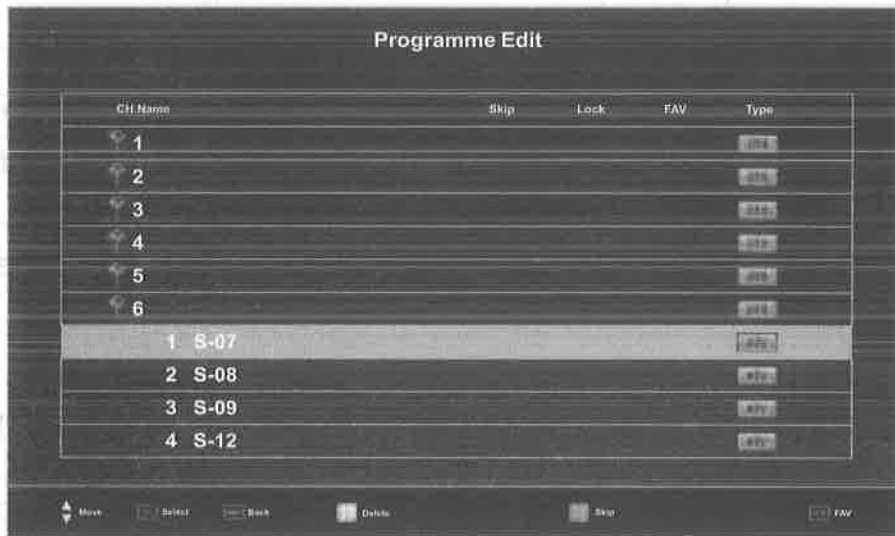 Programme Edit
CH.Name Skip Lock FAV Type
1
2
3
4
5
6
1 S-07
2 S-08
3 S-09
4 S-12
Move Select Back Delete Skip FAV